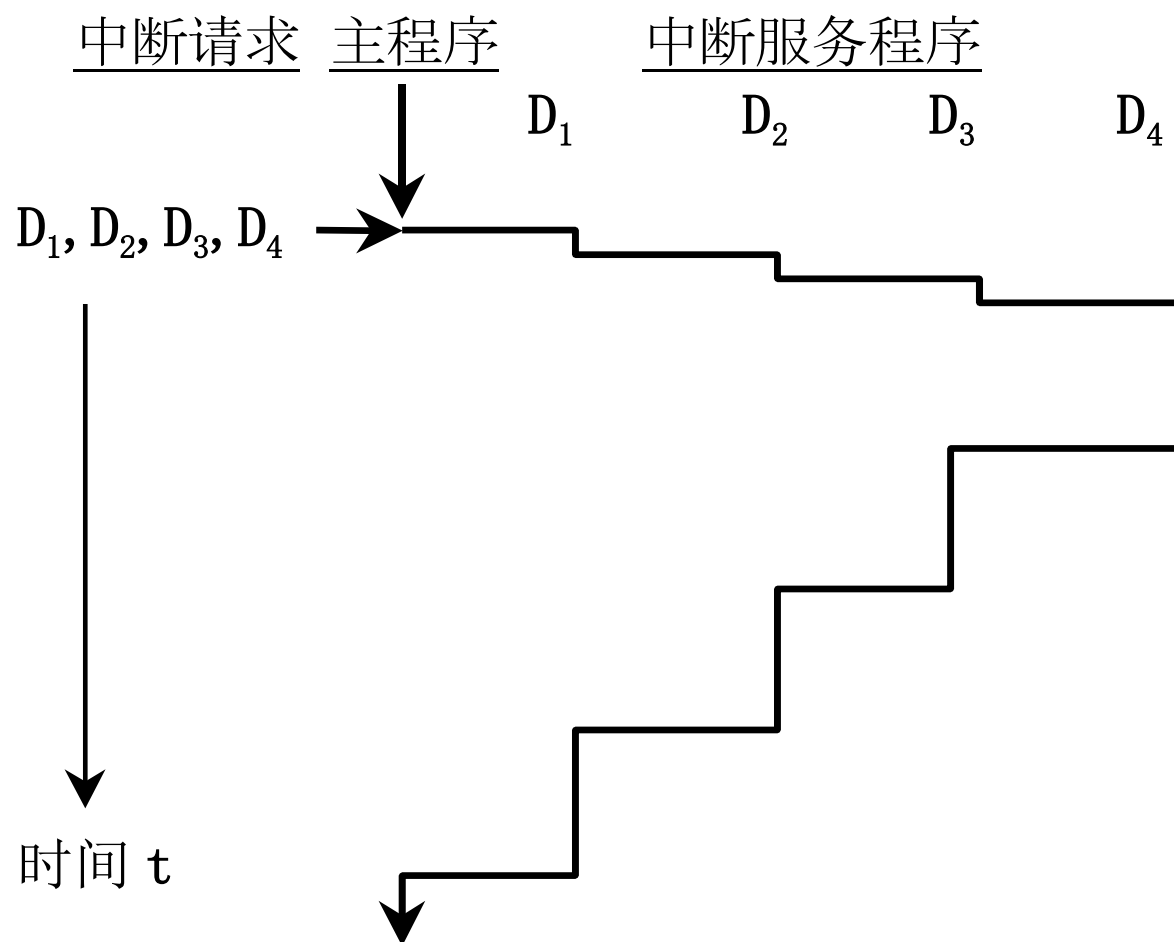 中断请求 主程序 中断服务程序
D₁ D₂ D₃ D₄
D₁, D₂, D₃, D₄
时间 t